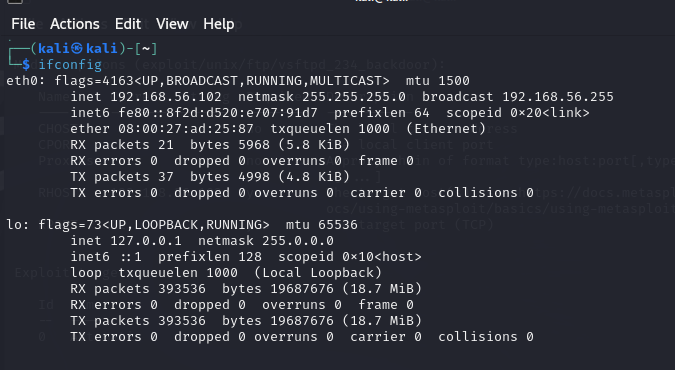 File Actions Edit View Help
┌──(kali㉿kali)-[~]
└─$ ifconfig
eth0: flags=4163<UP,BROADCAST,RUNNING,MULTICAST>  mtu 1500
        inet 192.168.56.102  netmask 255.255.255.0  broadcast 192.168.56.255
        inet6 fe80::8f2d:d520:e707:91d7  prefixlen 64  scopeid 0×20<link>
        ether 08:00:27:ad:25:87  txqueuelen 1000  (Ethernet)
        RX packets 21  bytes 5968 (5.8 KiB)
        RX errors 0  dropped 0  overruns 0  frame 0
        TX packets 37  bytes 4998 (4.8 KiB)
        TX errors 0  dropped 0 overruns 0  carrier 0  collisions 0

lo: flags=73<UP,LOOPBACK,RUNNING>  mtu 65536
        inet 127.0.0.1  netmask 255.0.0.0
        inet6 ::1  prefixlen 128  scopeid 0×10<host>
        loop  txqueuelen 1000  (Local Loopback)
        RX packets 393536  bytes 19687676 (18.7 MiB)
        RX errors 0  dropped 0  overruns 0  frame 0
        TX packets 393536  bytes 19687676 (18.7 MiB)
        TX errors 0  dropped 0 overruns 0  carrier 0  collisions 0